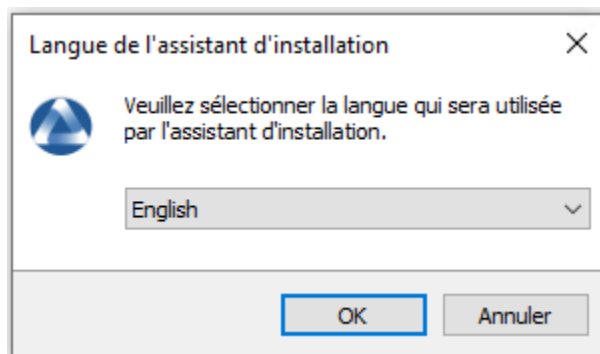 Langue de l'assistant d'installation
Veuillez sélectionner la langue qui sera utilisée
par l'assistant d'installation.
English
OK
Annuler